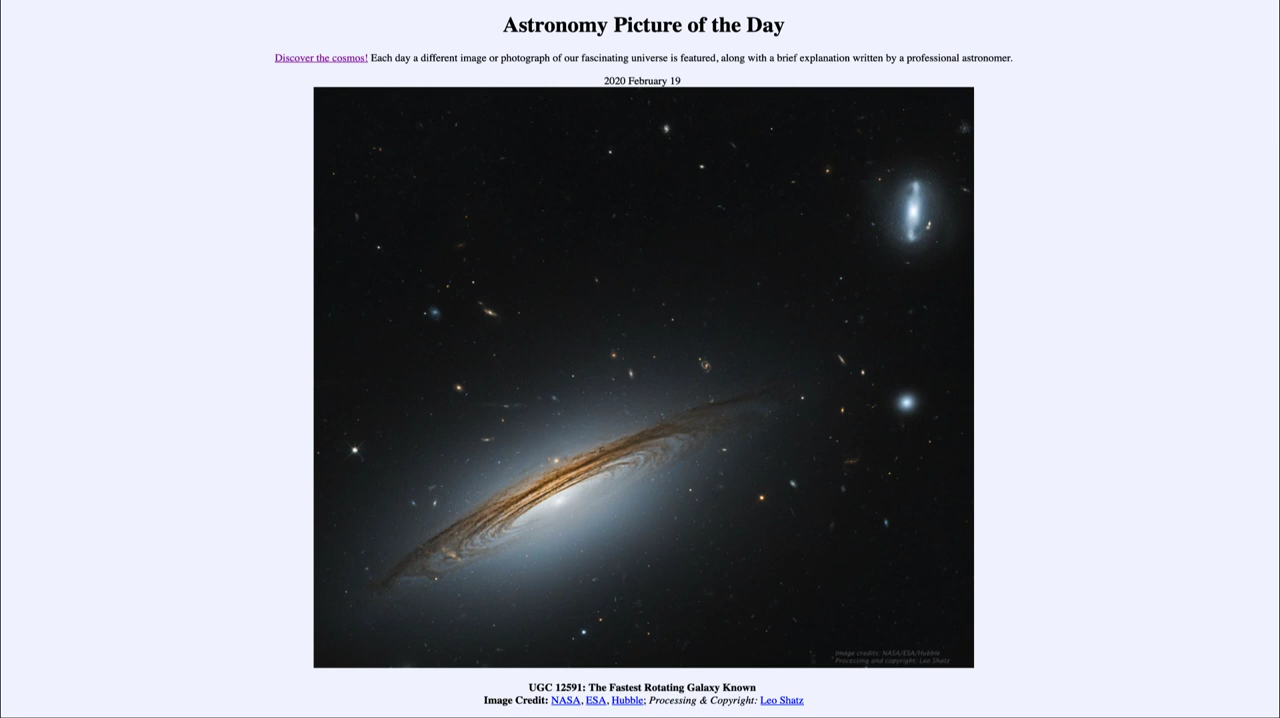 Astronomy Picture of the Day
Discover the cosmos! Each day a different image or photograph of our fascinating universe is featured, along with a brief explanation written by a professional astronomer.
2020 February 19
Image credits: NASA/ESA/Hubble
Processing and copyright: Leo Shatz
UGC 12591: The Fastest Rotating Galaxy Known
Image Credit: NASA, ESA, Hubble; Processing & Copyright: Leo Shatz